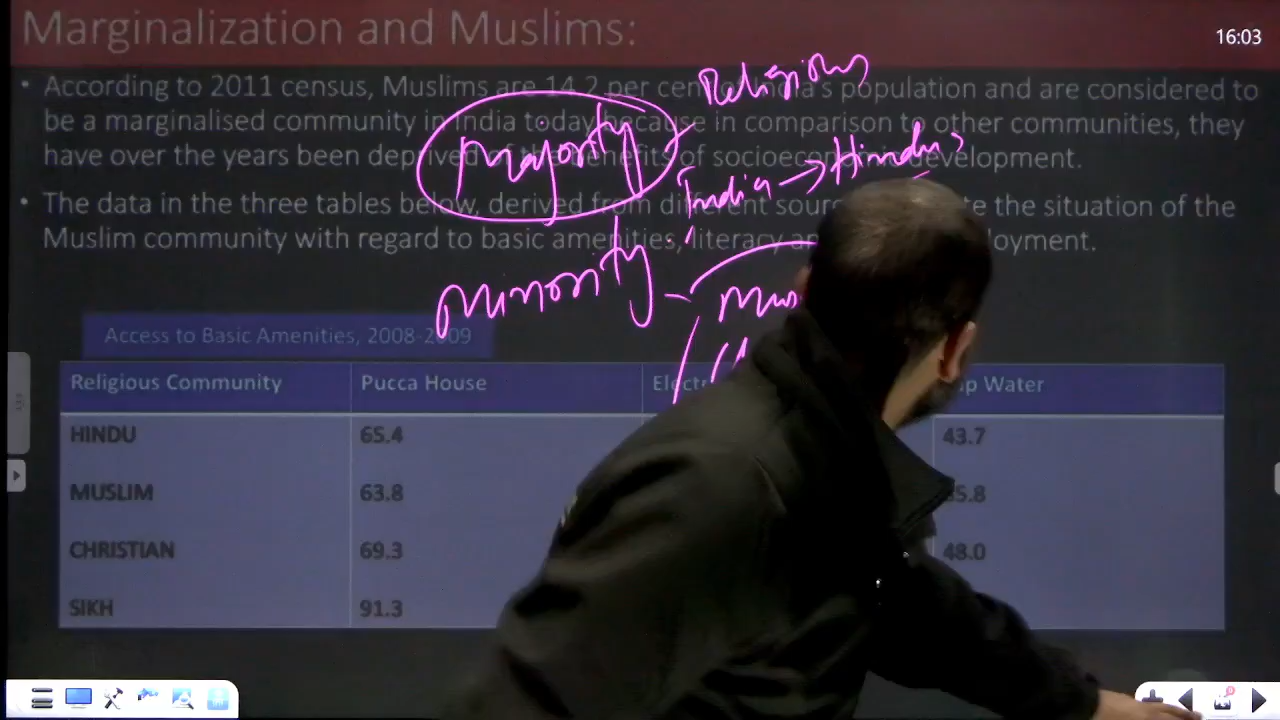 Marginalization and Muslims:
16:03
• According to 2011 census, Muslims are 14.2 per cent of India's population and are considered to
be a marginalised community in India today because in comparison to other communities, they
have over the years been deprived of the benefits of socioeconomic development.
• The data in the three tables below, derived from different the situation of the
Muslim community with regard to basic amenities, literacy
Religious
Majority
India → Hindus
Minority
Access to Basic Amenities, 2008-2009
Religious Community Pucca House Water
HINDU 65.4 43.7
MUSLIM 63.8
CHRISTIAN 69.3 48.0
SIKH 91.3